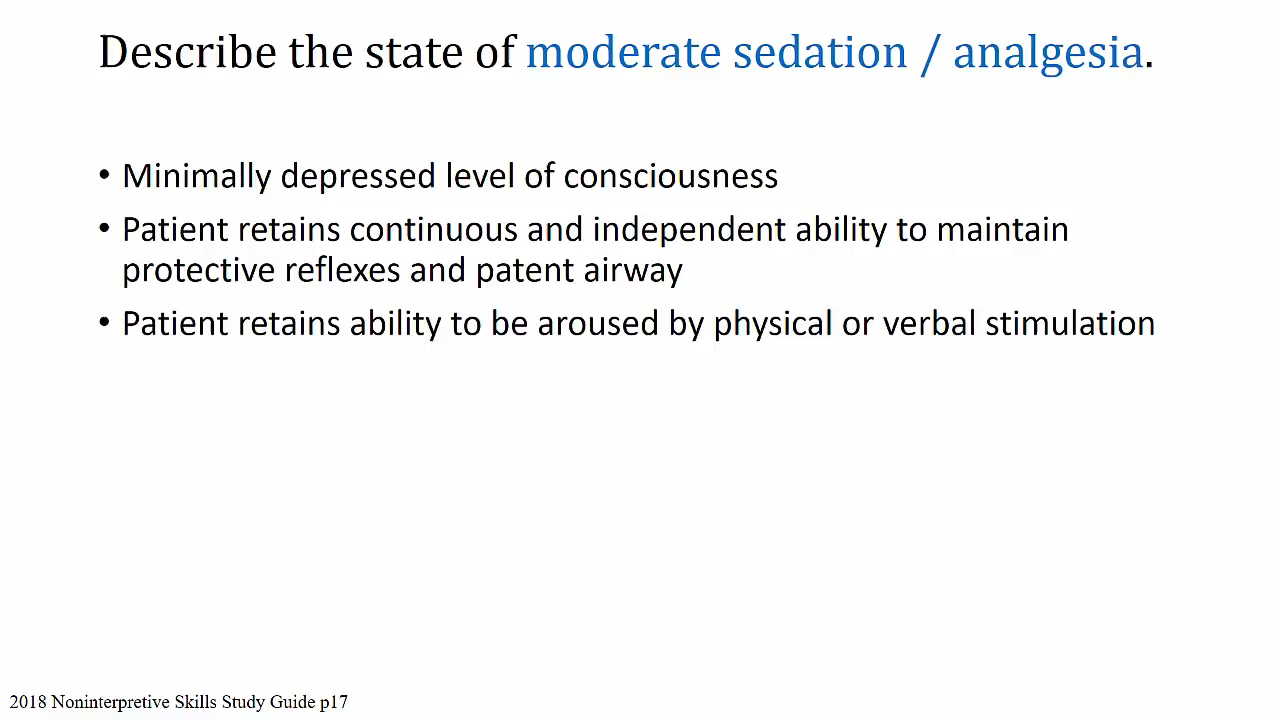 Describe the state of moderate sedation / analgesia.
• Minimally depressed level of consciousness
• Patient retains continuous and independent ability to maintain
protective reflexes and patent airway
• Patient retains ability to be aroused by physical or verbal stimulation
2018 Noninterpretive Skills Study Guide p17